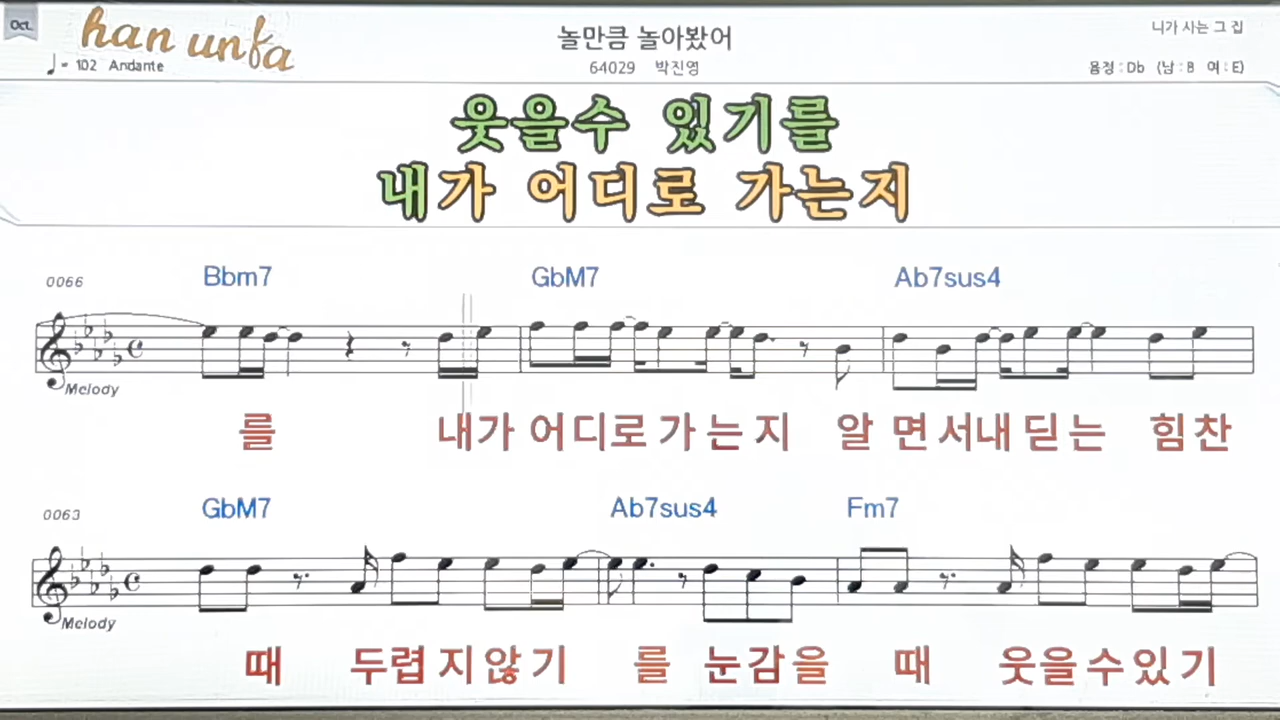 Oct.
han unfa
놀만큼 놀아봤어
니가 사는 그 집
♩= 102 Andante
64029 박진영
음정 : Db (남 : B 여 : E)
웃을수 있기를
내가 어디로 가는지
0066 Bbm7 GbM7 Ab7sus4
Melody
를 내가 어디로 가 는 지 알 면 서내 딛 는 힘 찬
0063 GbM7 Ab7sus4 Fm7
Melody
때 두렵 지않 기 를 눈감 을 때 웃을 수있 기